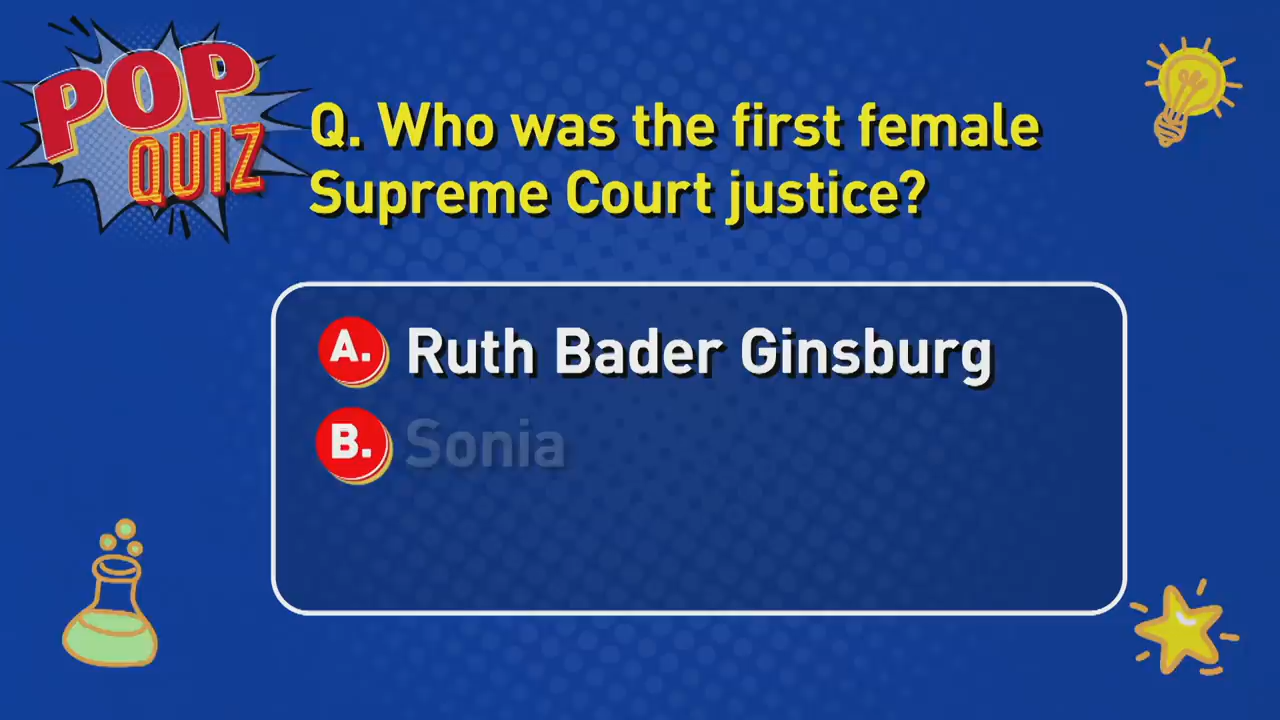 POP
QUIZ
Q. Who was the first female
Supreme Court justice?
A. Ruth Bader Ginsburg
B. Sonia